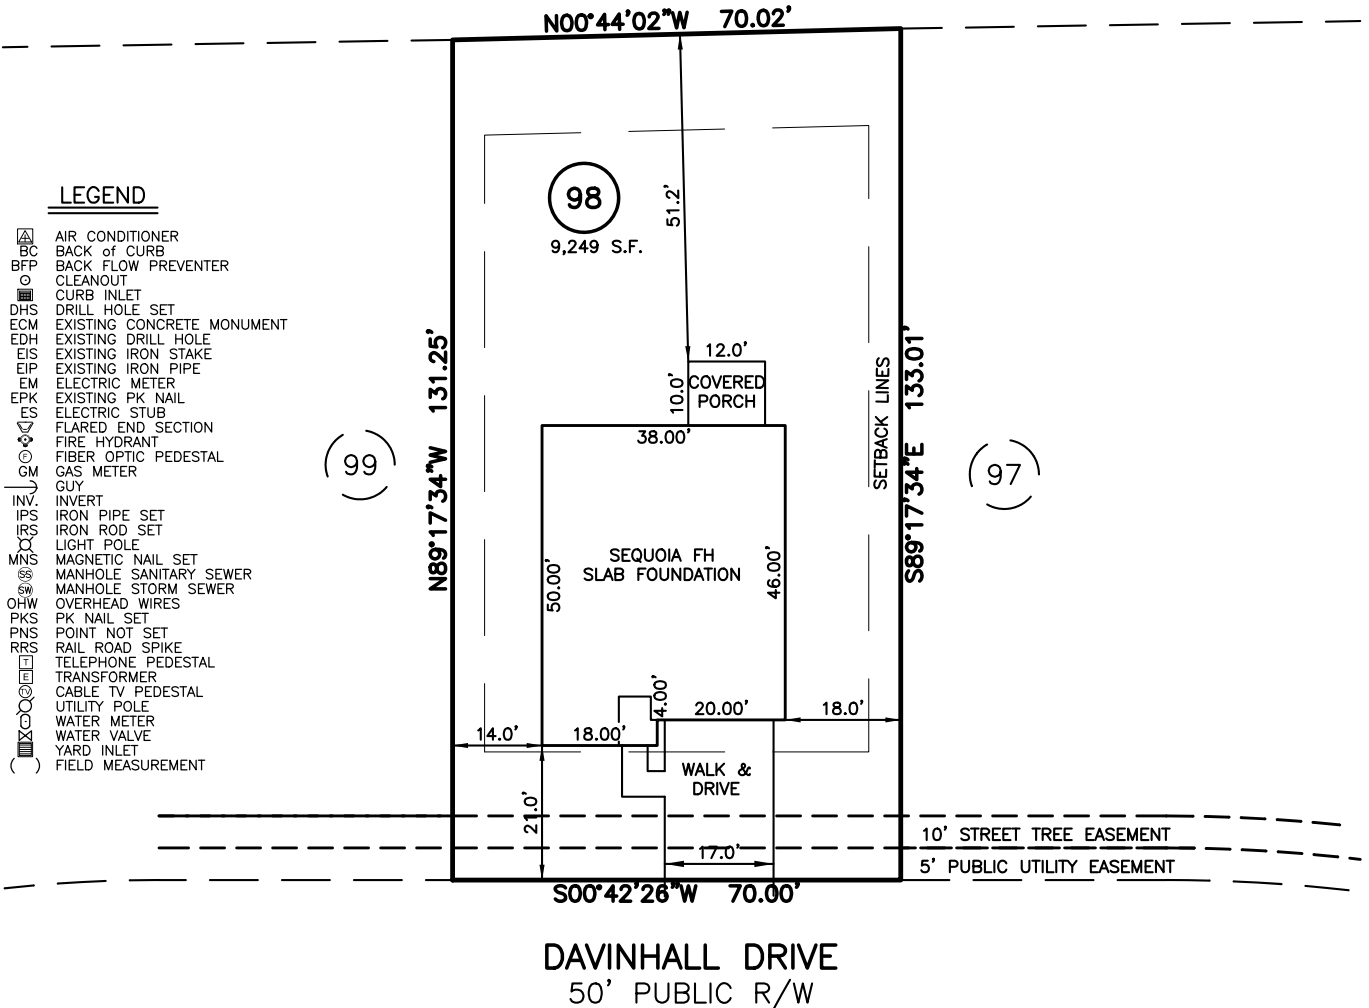 N00°44'02"W 70.02'
LEGEND
AIR CONDITIONER
BC BACK of CURB
BFP BACK FLOW PREVENTER
CLEANOUT
CURB INLET
DHS DRILL HOLE SET
ECM EXISTING CONCRETE MONUMENT
EDH EXISTING DRILL HOLE
EIS EXISTING IRON STAKE
EIP EXISTING IRON PIPE
EM ELECTRIC METER
EPK EXISTING PK NAIL
ES ELECTRIC STUB
FLARED END SECTION
FIRE HYDRANT
F FIBER OPTIC PEDESTAL
GM GAS METER
GUY
INV. INVERT
IPS IRON PIPE SET
IRS IRON ROD SET
LIGHT POLE
MNS MAGNETIC NAIL SET
SS MANHOLE SANITARY SEWER
SW MANHOLE STORM SEWER
OHW OVERHEAD WIRES
PKS PK NAIL SET
PNS POINT NOT SET
RRS RAIL ROAD SPIKE
T TELEPHONE PEDESTAL
E TRANSFORMER
TV CABLE TV PEDESTAL
UTILITY POLE
WATER METER
WATER VALVE
YARD INLET
( ) FIELD MEASUREMENT
98
9,249 S.F.
51.2'
N89°17'34"W 131.25'
99
12.0'
10.0'
COVERED
PORCH
38.00'
SETBACK LINES
S89°17'34"E 133.01'
97
SEQUOIA FH
SLAB FOUNDATION
50.00'
46.00'
4.00'
20.00'
18.0'
14.0'
18.00'
WALK &
DRIVE
21.0'
17.0'
10' STREET TREE EASEMENT
5' PUBLIC UTILITY EASEMENT
S00°42'26"W 70.00'
DAVINHALL DRIVE
50' PUBLIC R/W